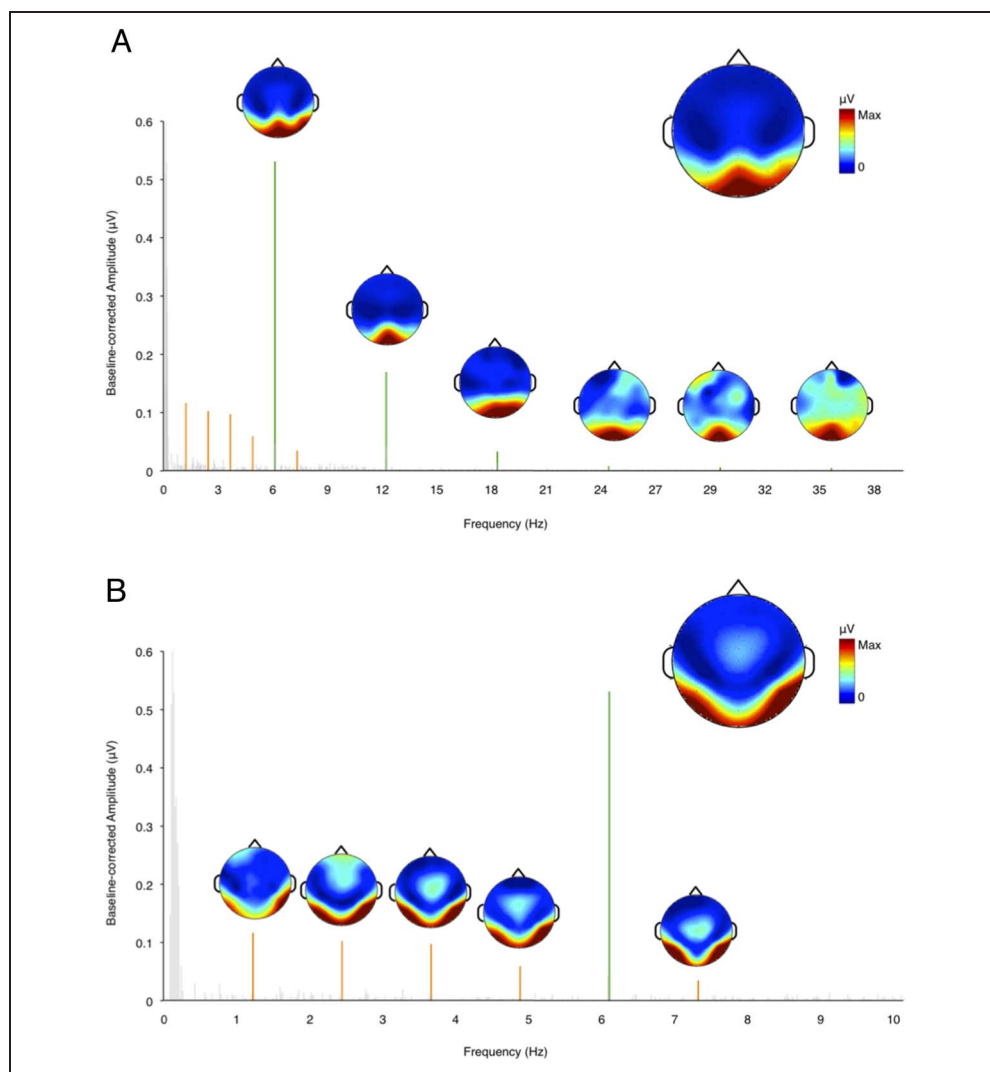 A
µV
Max
0
Baseline-corrected Amplitude (µV)
0.6
0.5
0.4
0.3
0.2
0.1
0
0 3 6 9 12 15 18 21 24 27 29 32 35 38
Frequency (Hz)
B
µV
Max
0
Baseline-corrected Amplitude (µV)
0.6
0.5
0.4
0.3
0.2
0.1
0
0 1 2 3 4 5 6 7 8 9 10
Frequency (Hz)